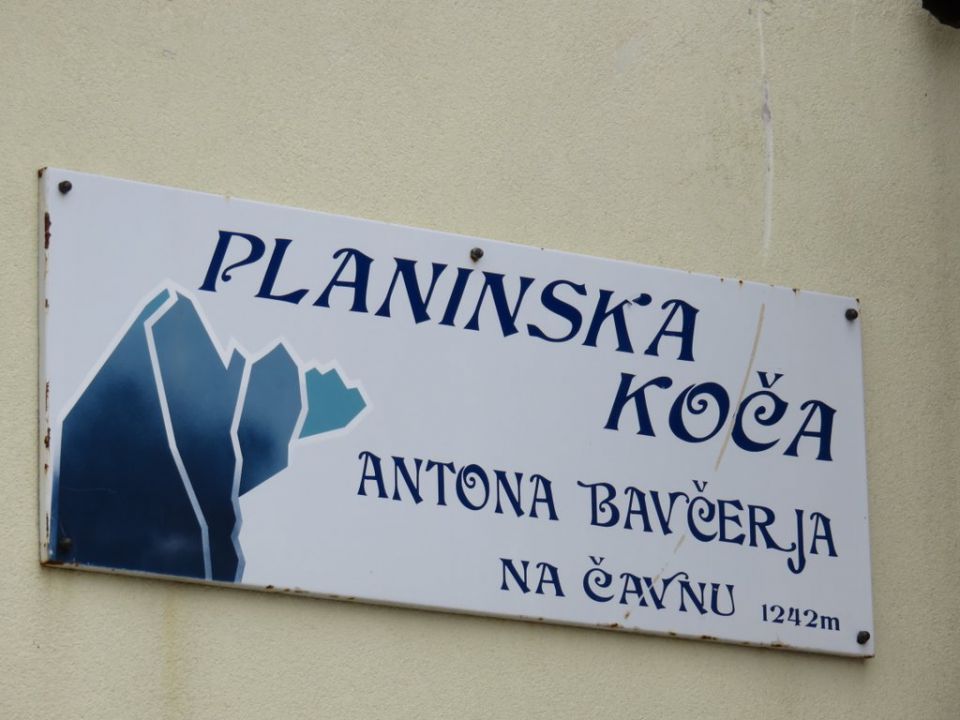 PLANINSKA
KOČA
ANTONA BAVČERJA
NA ČAVNU 1242m